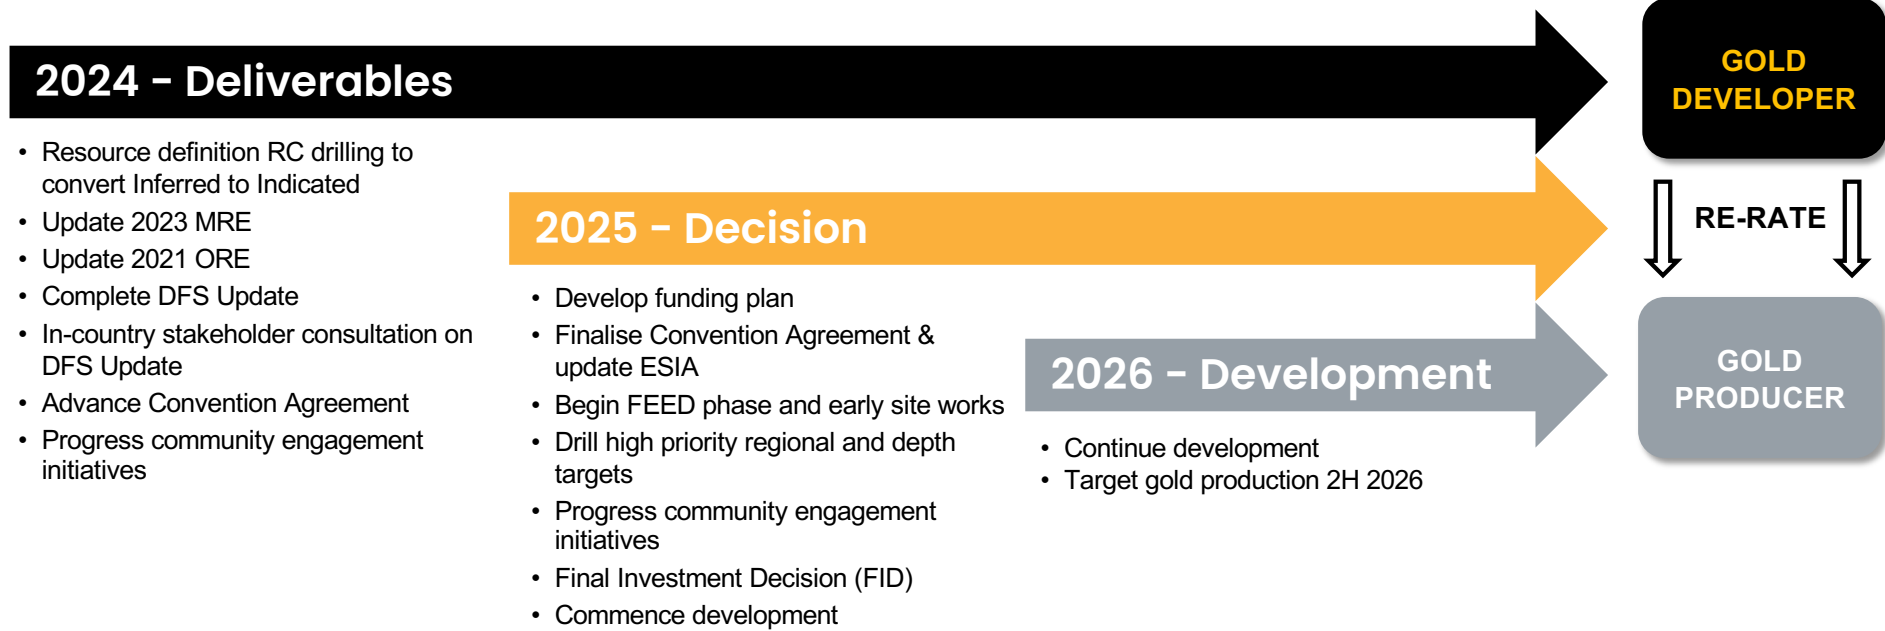 2024 - Deliverables
• Resource definition RC drilling to
convert Inferred to Indicated
• Update 2023 MRE
• Update 2021 ORE
• Complete DFS Update
• In-country stakeholder consultation on
DFS Update
• Advance Convention Agreement
• Progress community engagement
initiatives
2025 - Decision
• Develop funding plan
• Finalise Convention Agreement &
update ESIA
• Begin FEED phase and early site works
• Drill high priority regional and depth
targets
• Progress community engagement
initiatives
• Final Investment Decision (FID)
• Commence development
2026 - Development
• Continue development
• Target gold production 2H 2026
GOLD
DEVELOPER
RE-RATE
GOLD
PRODUCER